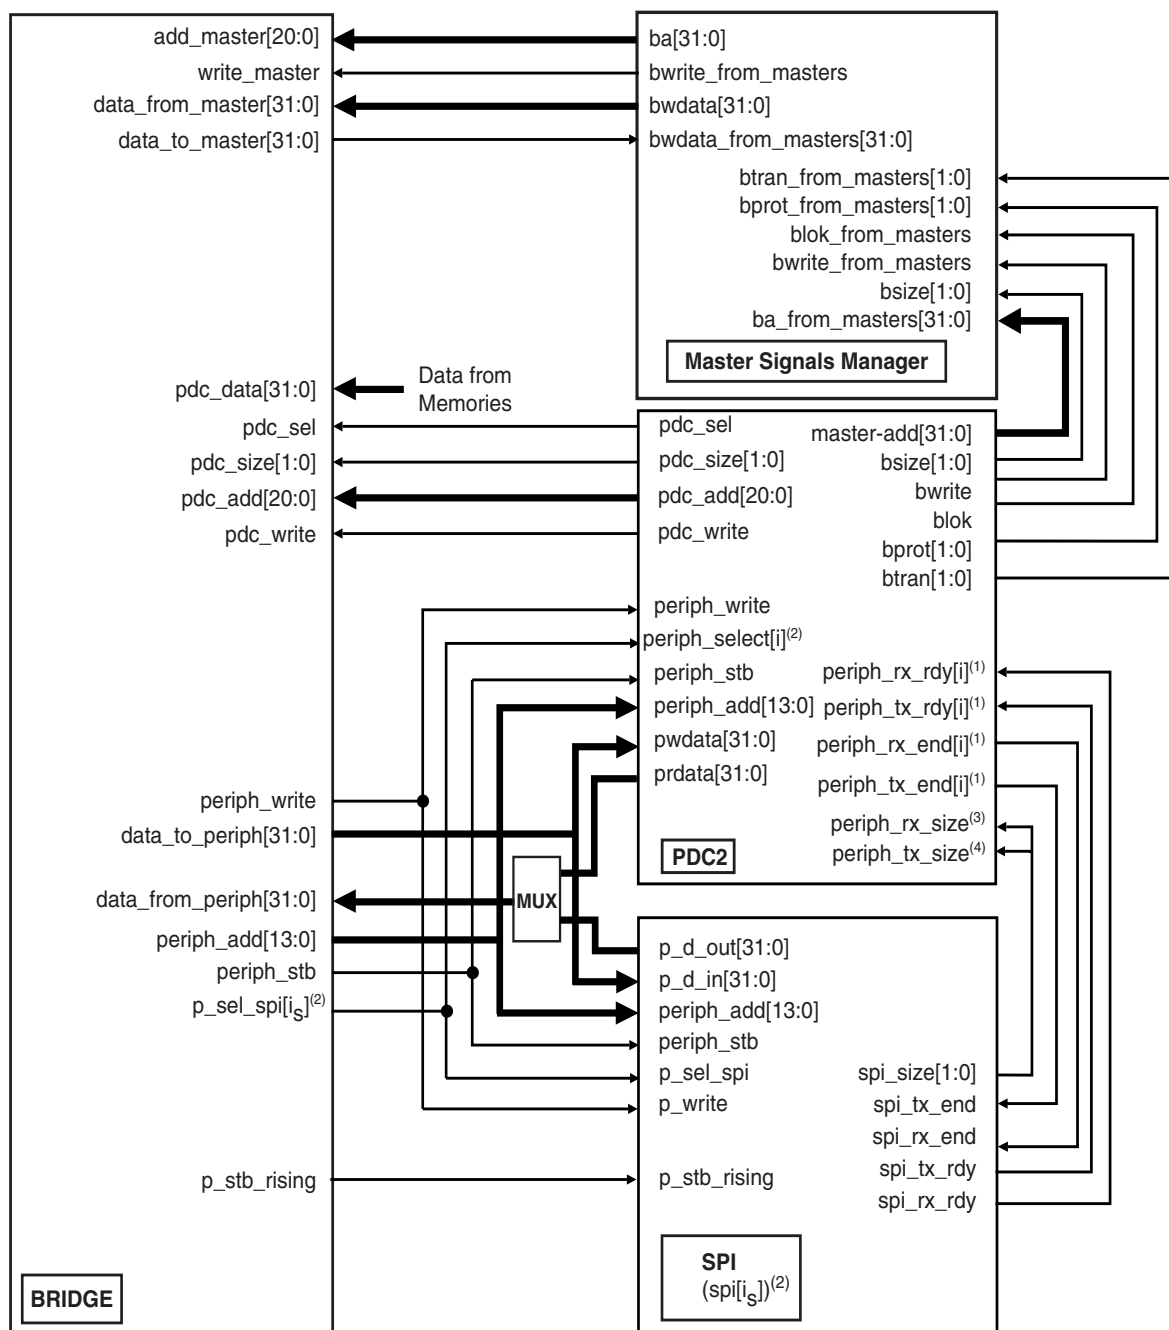 add_master[20:0]
write_master
data_from_master[31:0]
data_to_master[31:0]
pdc_data[31:0]
Data from
Memories
pdc_sel
pdc_size[1:0]
pdc_add[20:0]
pdc_write
periph_write
data_to_periph[31:0]
data_from_periph[31:0]
periph_add[13:0]
periph_stb
p_sel_spi[iS](2)
p_stb_rising
BRIDGE
MUX
ba[31:0]
bwrite_from_masters
bwdata[31:0]
bwdata_from_masters[31:0]
btran_from_masters[1:0]
bprot_from_masters[1:0]
blok_from_masters
bwrite_from_masters
bsize[1:0]
ba_from_masters[31:0]
Master Signals Manager
pdc_sel
pdc_size[1:0]
pdc_add[20:0]
pdc_write
master-add[31:0]
bsize[1:0]
bwrite
blok
bprot[1:0]
btran[1:0]
periph_write
periph_select[i](2)
periph_stb
periph_add[13:0]
pwdata[31:0]
prdata[31:0]
periph_rx_rdy[i](1)
periph_tx_rdy[i](1)
periph_rx_end[i](1)
periph_tx_end[i](1)
periph_rx_size(3)
periph_tx_size(4)
PDC2
p_d_out[31:0]
p_d_in[31:0]
periph_add[13:0]
periph_stb
p_sel_spi
p_write
p_stb_rising
spi_size[1:0]
spi_tx_end
spi_rx_end
spi_tx_rdy
spi_rx_rdy
SPI
(spi[iS])(2)